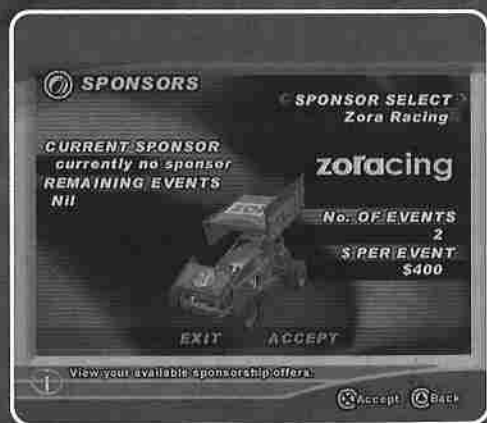 SPONSORS
SPONSOR SELECT
Zora Racing
CURRENT SPONSOR
currently no sponsor
REMAINING EVENTS
Nil
zoracing
No. OF EVENTS
2
$ PER EVENT
$400
EXIT ACCEPT
View your available sponsorship offers.
Accept Back